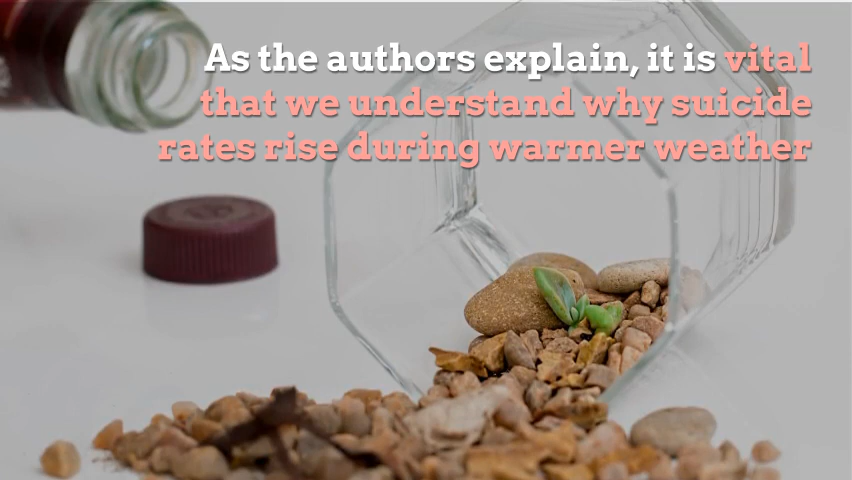 As the authors explain, it is vital
that we understand why suicide
rates rise during warmer weather